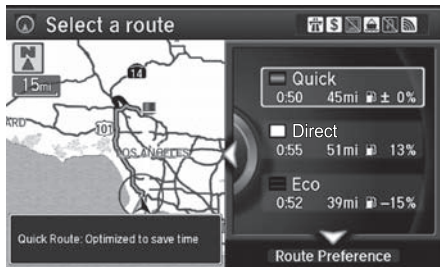 Select a route
$
N
15mi
14
101
ARD
LOS ANGELES
Quick
0:50 45mi ± 0%
Direct
0:55 51mi 13%
Eco
0:52 39mi –15%
Quick Route: Optimized to save time
Route Preference